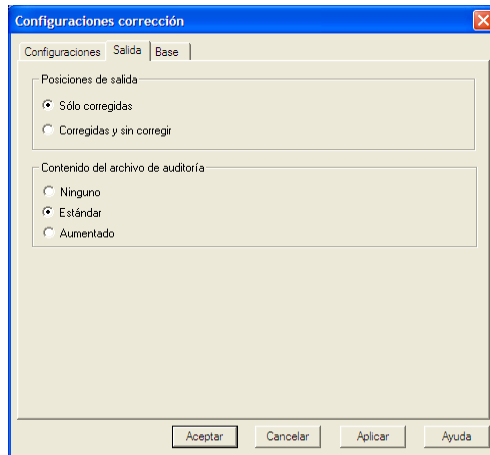 Configuraciones corrección
Configuraciones Salida Base
Posiciones de salida
Sólo corregidas
Corregidas y sin corregir
Contenido del archivo de auditoría
Ninguno
Estándar
Aumentado
Aceptar Cancelar Aplicar Ayuda